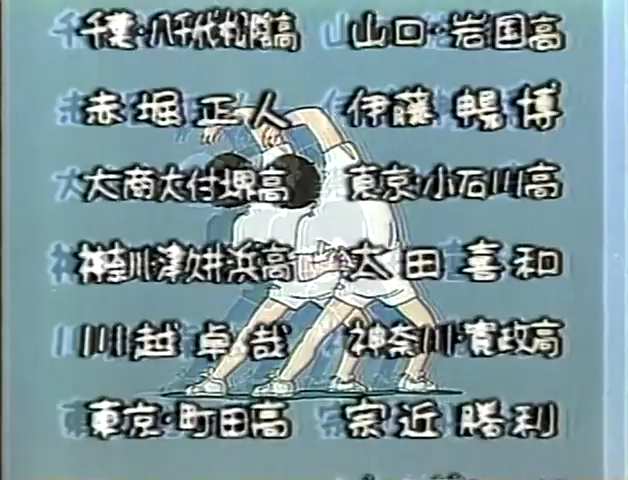 千葉・八千代松陰高
山口・岩国高
赤堀正人
伊藤暢博
大商大付堺高
東京・小石川高
神奈川・津久井浜高
太田喜和
川越卓哉
神奈川・寛政高
東京・町田高
宗近勝利